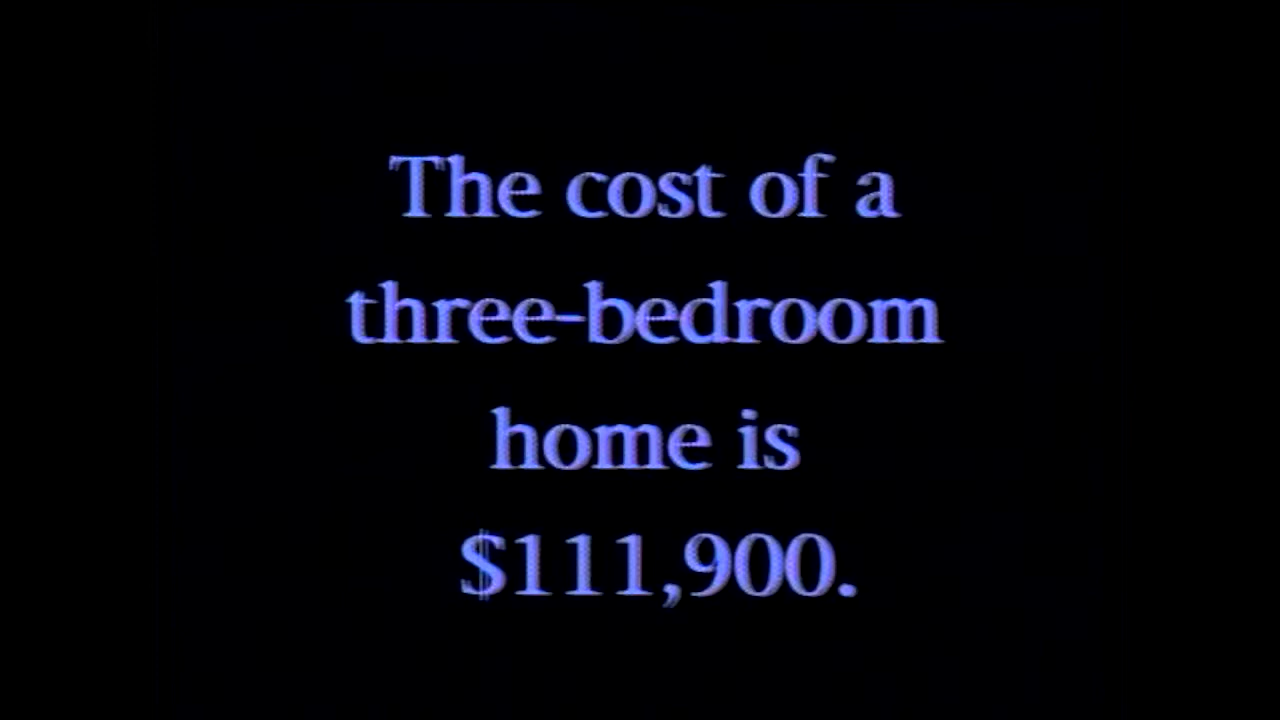 The cost of a
three-bedroom
home is
$111,900.